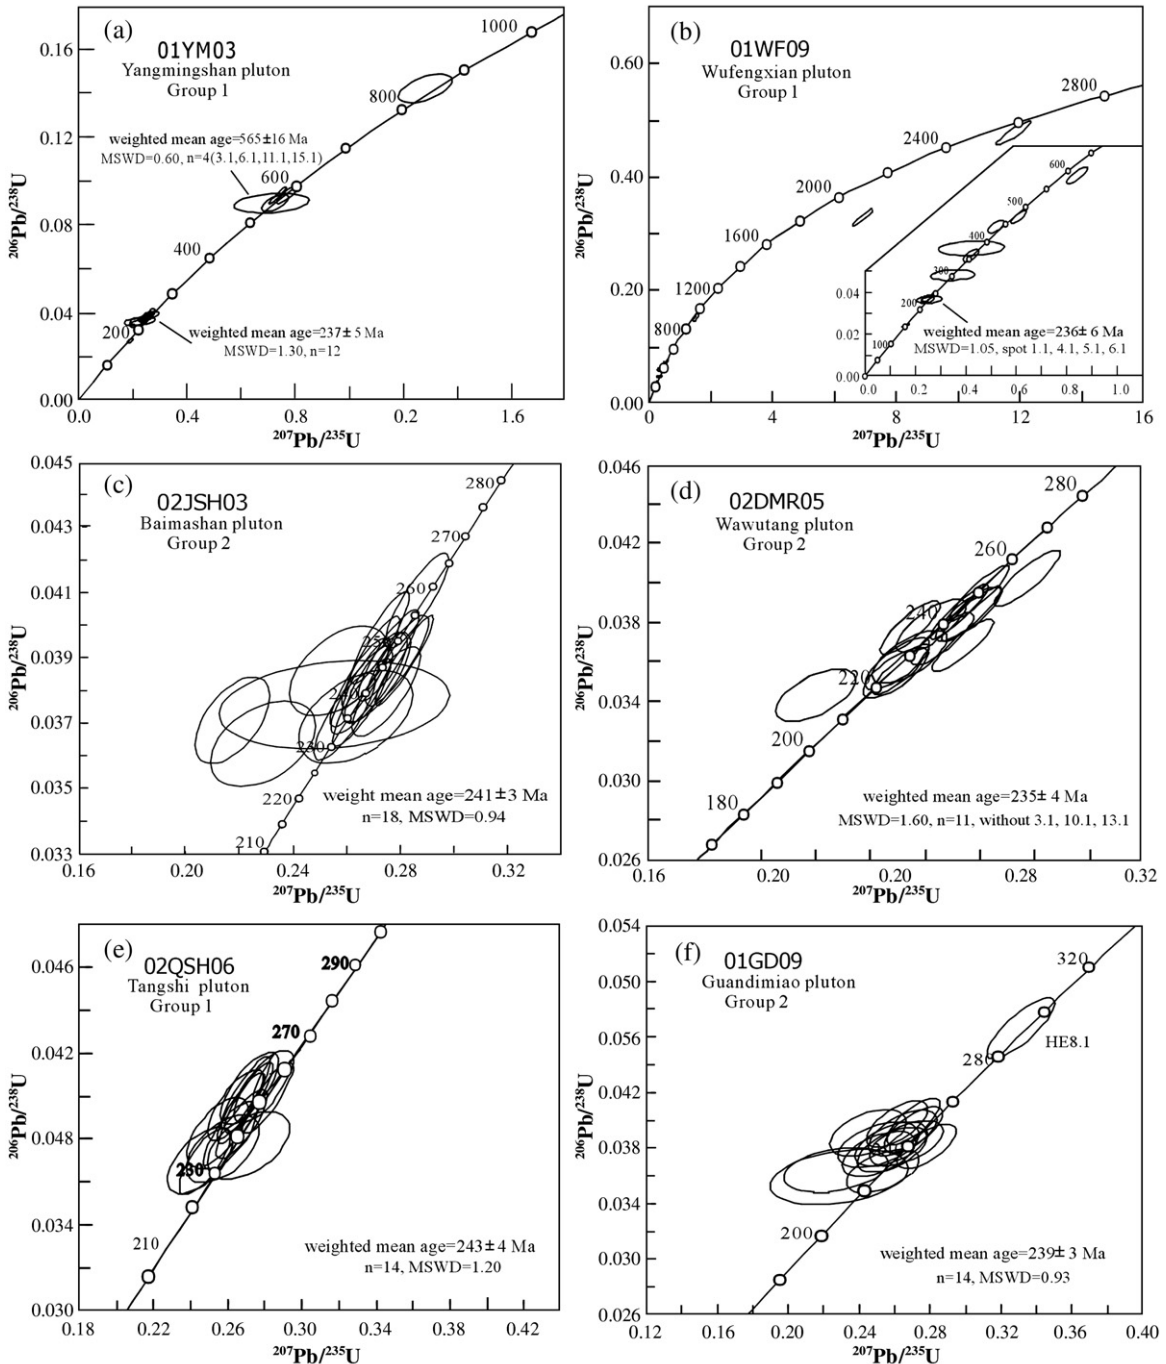 (a)
01YM03
Yangmingshan pluton
Group 1
1000
800
weighted mean age=565±16 Ma
MSWD=0.60, n=4(3.1,6.1,11.1,15.1)
600
400
200
weighted mean age=237±5 Ma
MSWD=1.30, n=12
0.16
0.12
0.08
0.04
0.00
0.0
0.4
0.8
0.2
1.6
206Pb/238U
207Pb/235U
(b)
01WF09
Wufengxian pluton
Group 1
2800
2400
2000
1600
1200
800
600
500
400
300
200
100
weighted mean age=236±6 Ma
MSWD=1.05, spot 1.1, 4.1, 5.1, 6.1
0.04
0.02
0.00
0.0
0.2
0.4
0.6
0.8
1.0
0.60
0.40
0.20
0.00
0
4
8
12
16
206Pb/238U
207Pb/235U
(c)
02JSH03
Baimashan pluton
Group 2
280
270
260
240
230
220
210
weight mean age=241±3 Ma
n=18, MSWD=0.94
0.045
0.043
0.041
0.039
0.037
0.035
0.033
0.16
0.20
0.24
0.28
0.32
206Pb/238U
207Pb/235U
(d)
02DMR05
Wawutang pluton
Group 2
280
260
240
220
200
180
weighted mean age=235±4 Ma
MSWD=1.60, n=11, without 3.1, 10.1, 13.1
0.046
0.042
0.038
0.034
0.030
0.026
0.16
0.20
0.24
0.28
0.32
206Pb/238U
207Pb/235U
(e)
02QSH06
Tangshi pluton
Group 1
290
270
230
210
weighted mean age=243±4 Ma
n=14, MSWD=1.20
0.046
0.042
0.048
0.034
0.030
0.18
0.22
0.26
0.30
0.34
0.38
0.42
206Pb/238U
207Pb/235U
(f)
01GD09
Guandimiao pluton
Group 2
320
HE8.1
280
200
weighted mean age=239±3 Ma
n=14, MSWD=0.93
0.054
0.050
0.056
0.042
0.038
0.034
0.030
0.026
0.12
0.16
0.20
0.24
0.28
0.32
0.36
0.40
206Pb/238U
207Pb/235U